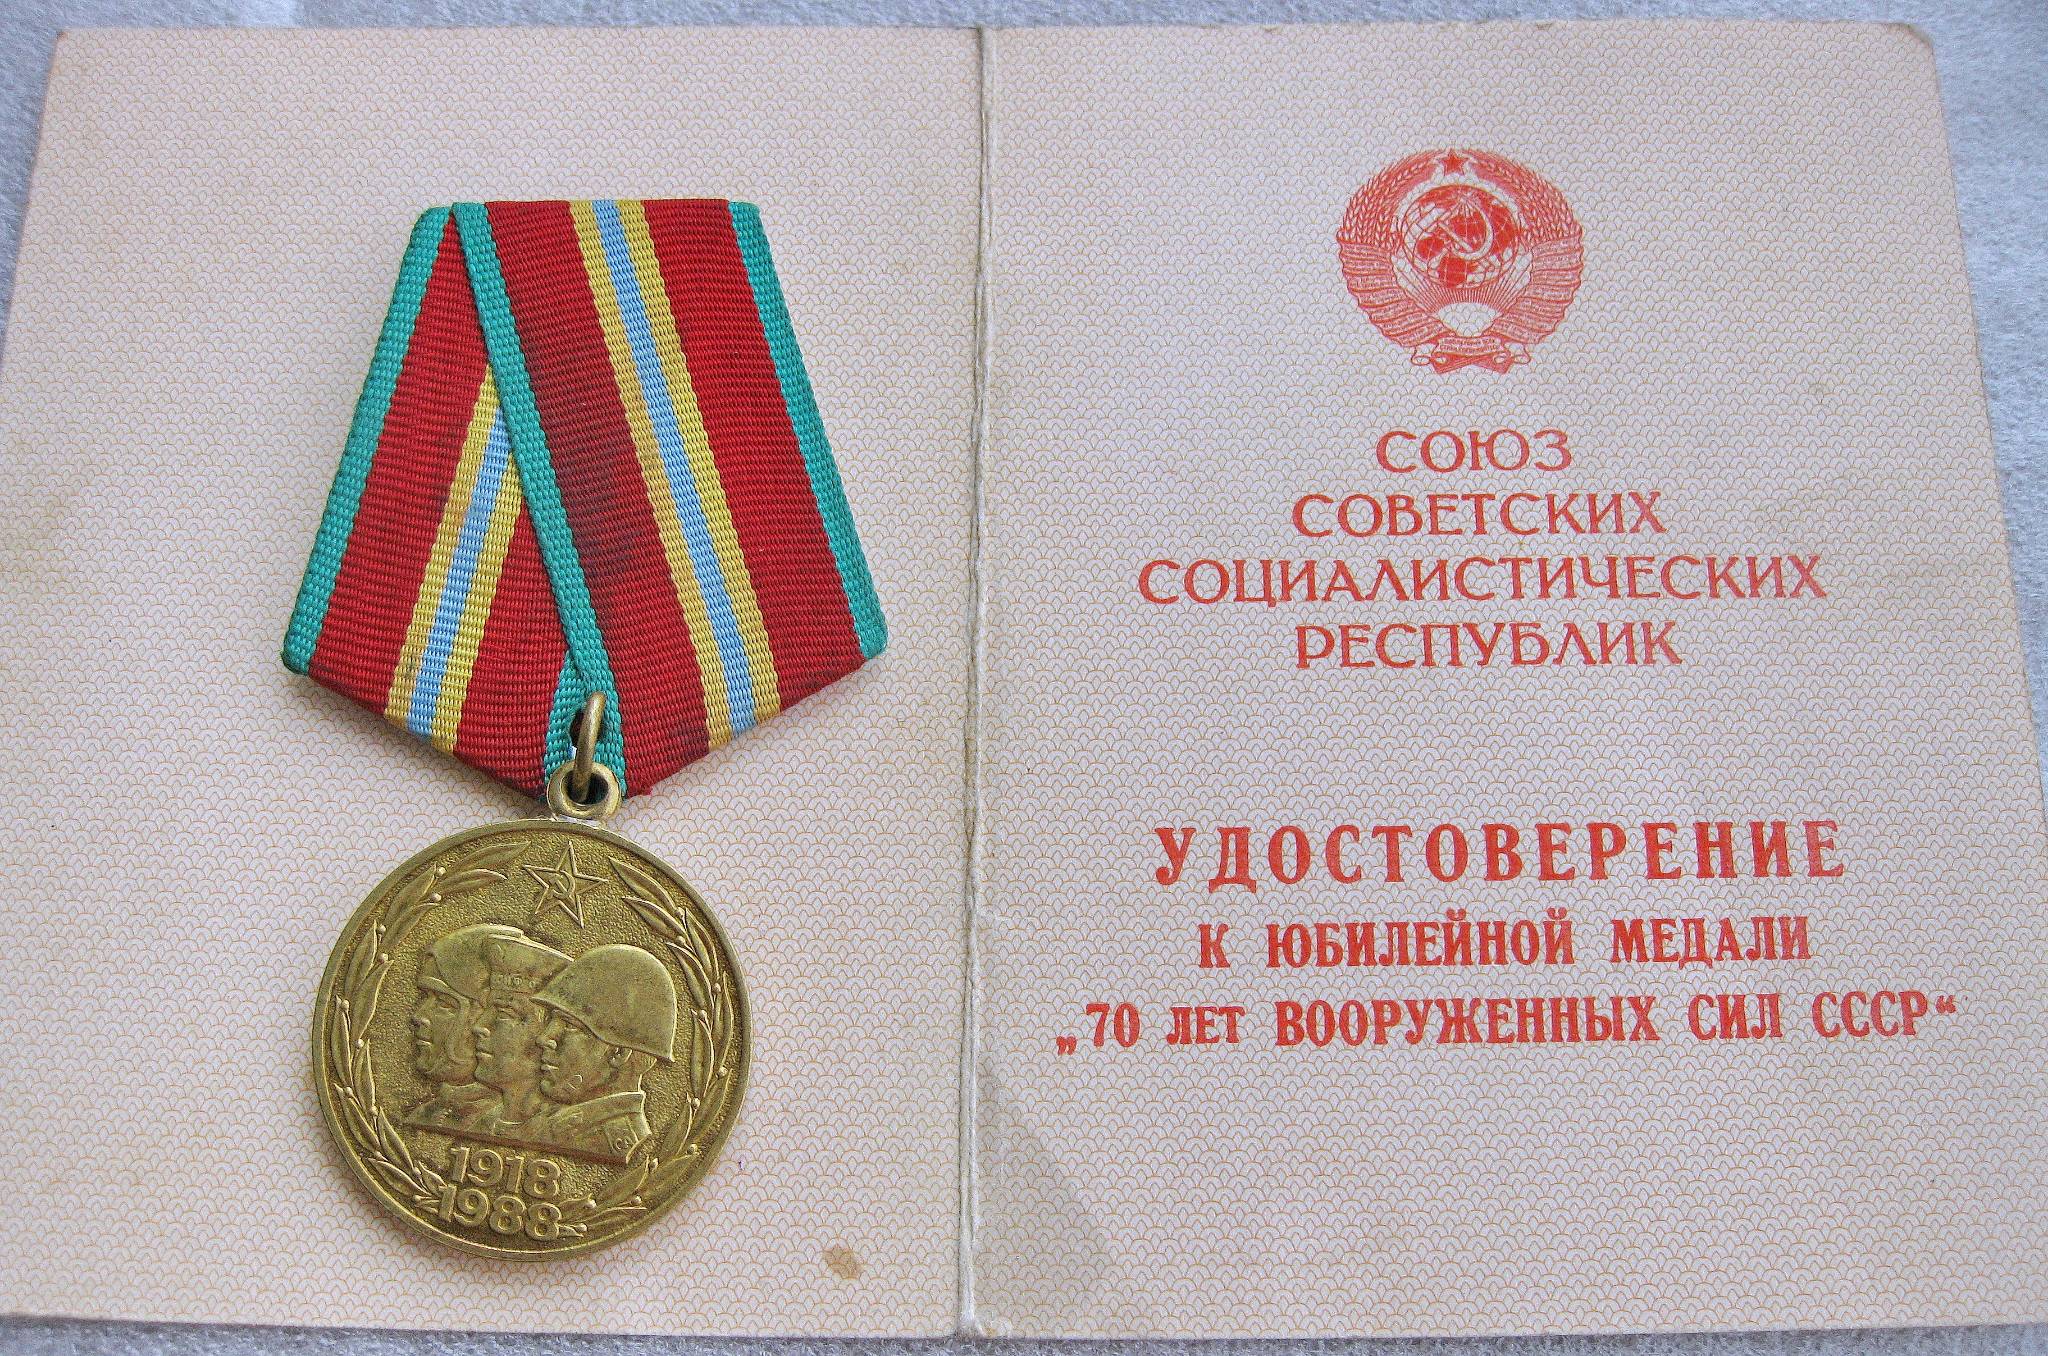 1918
1988
СОЮЗ
СОВЕТСКИХ
СОЦИАЛИСТИЧЕСКИХ
РЕСПУБЛИК
УДОСТОВЕРЕНИЕ
К ЮБИЛЕЙНОЙ МЕДАЛИ
„70 ЛЕТ ВООРУЖЕННЫХ СИЛ СССР“